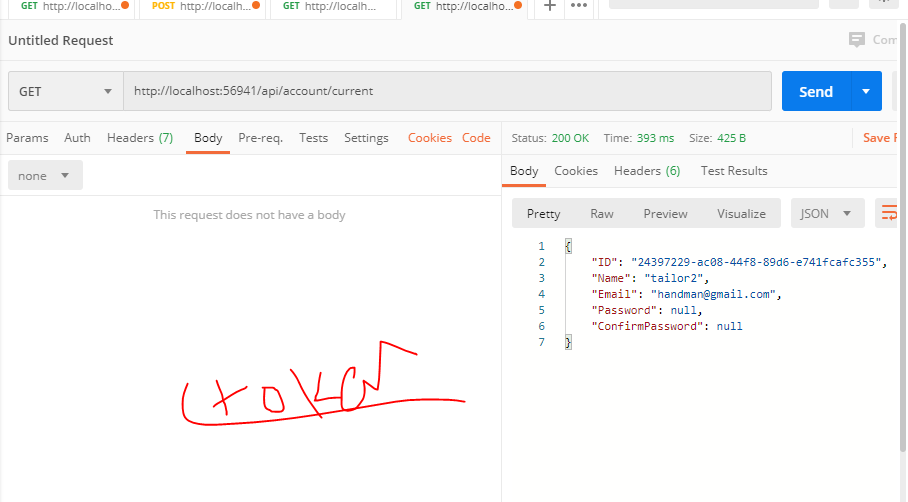 GET http://localho...
POST http://localh...
GET http://localh...
GET http://localho...
+ •••
Untitled Request
Com
GET
http://localhost:56941/api/account/current
Send
Params Auth Headers (7) Body Pre-req. Tests Settings Cookies Code
Status: 200 OK Time: 393 ms Size: 425 B
Save R
none
This request does not have a body
Body Cookies Headers (6) Test Results
Pretty Raw Preview Visualize JSON
1 {
2 "ID": "24397229-ac08-44f8-89d6-e741fcafc355",
3 "Name": "tailor2",
4 "Email": "handman@gmail.com",
5 "Password": null,
6 "ConfirmPassword": null
7 }
token